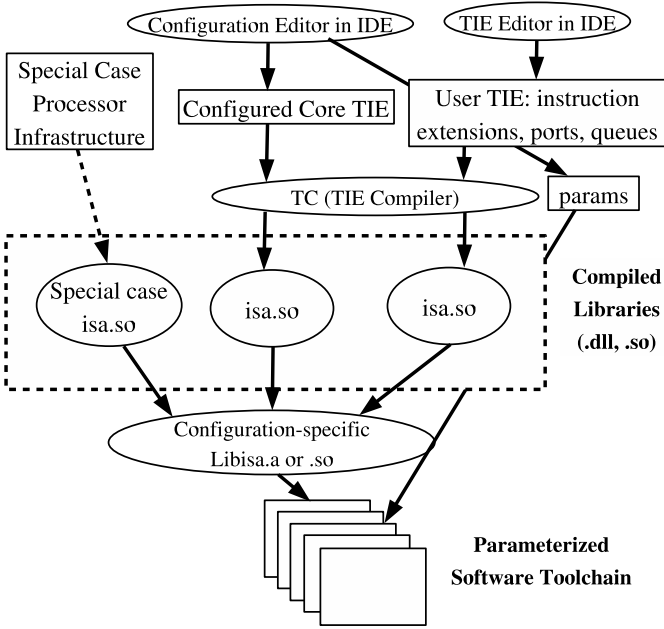 Configuration Editor in IDE
TIE Editor in IDE
Special Case
Processor
Infrastructure
Configured Core TIE
User TIE: instruction
extensions, ports, queues
TC (TIE Compiler)
params
Special case
isa.so
isa.so
isa.so
Compiled
Libraries
(.dll, .so)
Configuration-specific
Libisa.a or .so
Parameterized
Software Toolchain